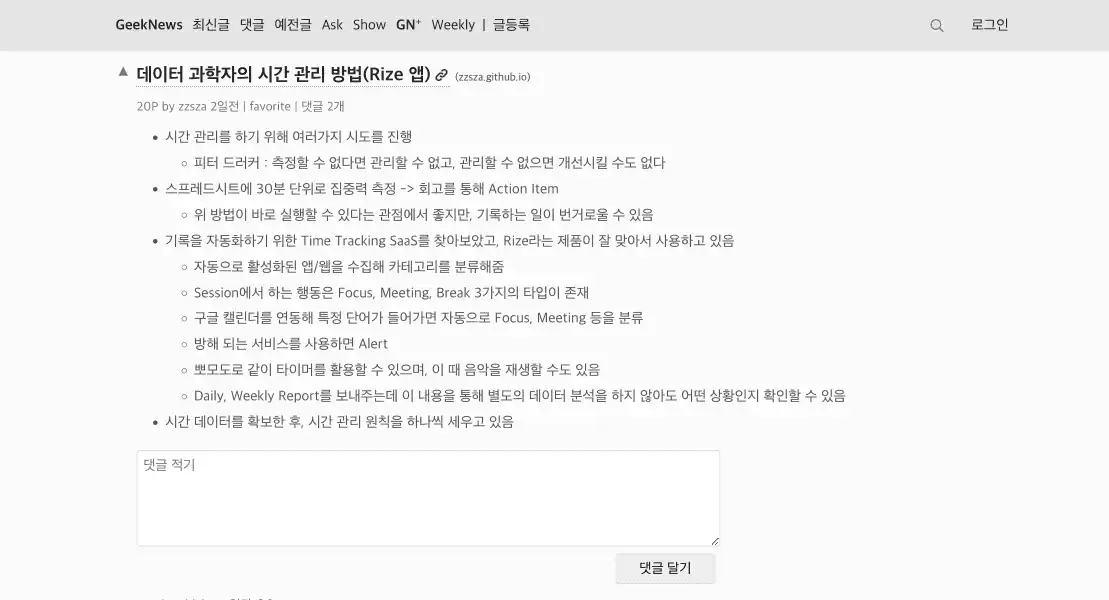 GeekNews 최신글 댓글 예전글 Ask Show GN+ Weekly | 글등록 로그인
▲ 데이터 과학자의 시간 관리 방법(Rize 앱) (zzsza.github.io)
20P by zzsza 2일전 | favorite | 댓글 2개
• 시간 관리를 하기 위해 여러가지 시도를 진행
○ 피터 드러커 : 측정할 수 없다면 관리할 수 없고, 관리할 수 없으면 개선시킬 수도 없다
• 스프레드시트에 30분 단위로 집중력 측정 -> 회고를 통해 Action Item
○ 위 방법이 바로 실행할 수 있다는 관점에서 좋지만, 기록하는 일이 번거로울 수 있음
• 기록을 자동화하기 위한 Time Tracking SaaS를 찾아보았고, Rize라는 제품이 잘 맞아서 사용하고 있음
○ 자동으로 활성화된 앱/웹을 수집해 카테고리를 분류해줌
○ Session에서 하는 행동은 Focus, Meeting, Break 3가지의 타입이 존재
○ 구글 캘린더를 연동해 특정 단어가 들어가면 자동으로 Focus, Meeting 등을 분류
○ 방해 되는 서비스를 사용하면 Alert
○ 뽀모도로 같이 타이머를 활용할 수 있으며, 이 때 음악을 재생할 수도 있음
○ Daily, Weekly Report를 보내주는데 이 내용을 통해 별도의 데이터 분석을 하지 않아도 어떤 상황인지 확인할 수 있음
• 시간 데이터를 확보한 후, 시간 관리 원칙을 하나씩 세우고 있음
댓글 적기
댓글 달기